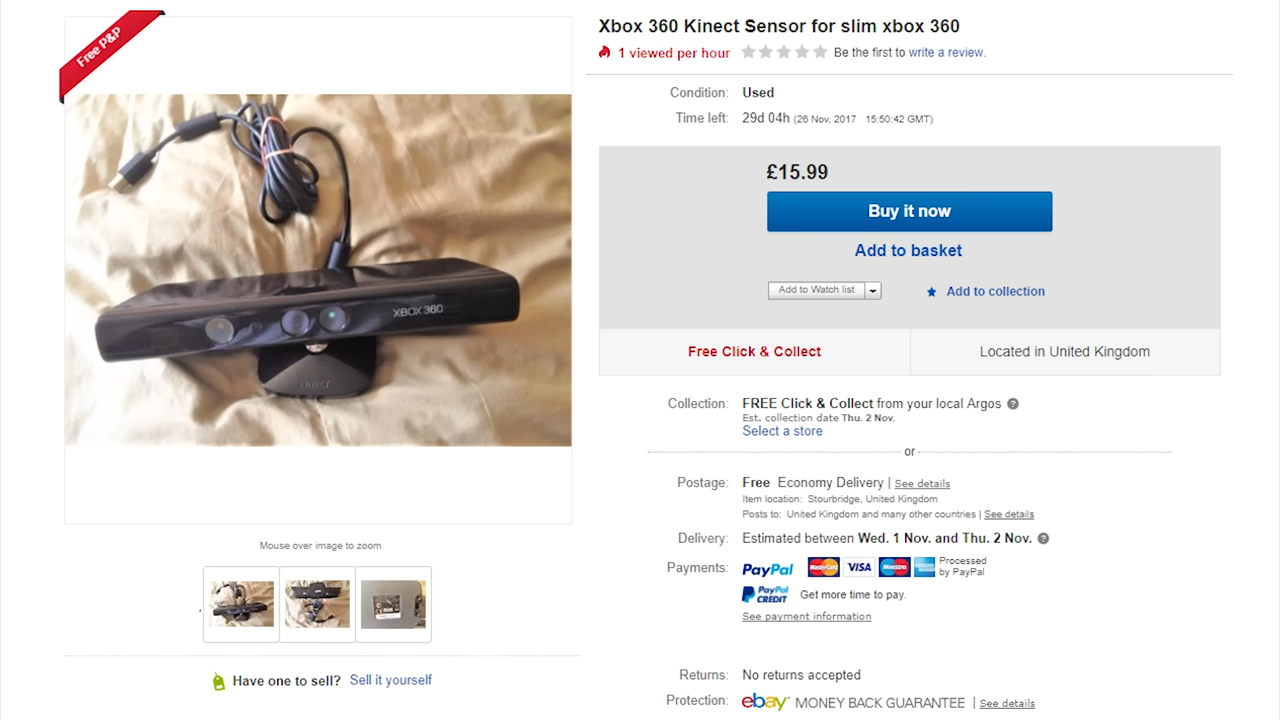 Free P&P
XBOX 360
KINECT
Mouse over image to zoom
Have one to sell? Sell it yourself
Xbox 360 Kinect Sensor for slim xbox 360
1 viewed per hour Be the first to write a review.
Condition: Used
Time left: 29d 04h (26 Nov, 2017 15:50:42 GMT)
£15.99
Buy it now
Add to basket
Add to Watch list Add to collection
Free Click & Collect Located in United Kingdom
Collection: FREE Click & Collect from your local Argos ?
Est. collection date Thu. 2 Nov.
Select a store
or
Postage: Free Economy Delivery | See details
Item location: Stourbridge, United Kingdom
Posts to: United Kingdom and many other countries | See details
Delivery: Estimated between Wed. 1 Nov. and Thu. 2 Nov. ?
Payments: PayPal MasterCard VISA Maestro Processed
by PayPal
PayPal CREDIT Get more time to pay.
See payment information
Returns: No returns accepted
Protection: ebay MONEY BACK GUARANTEE | See details